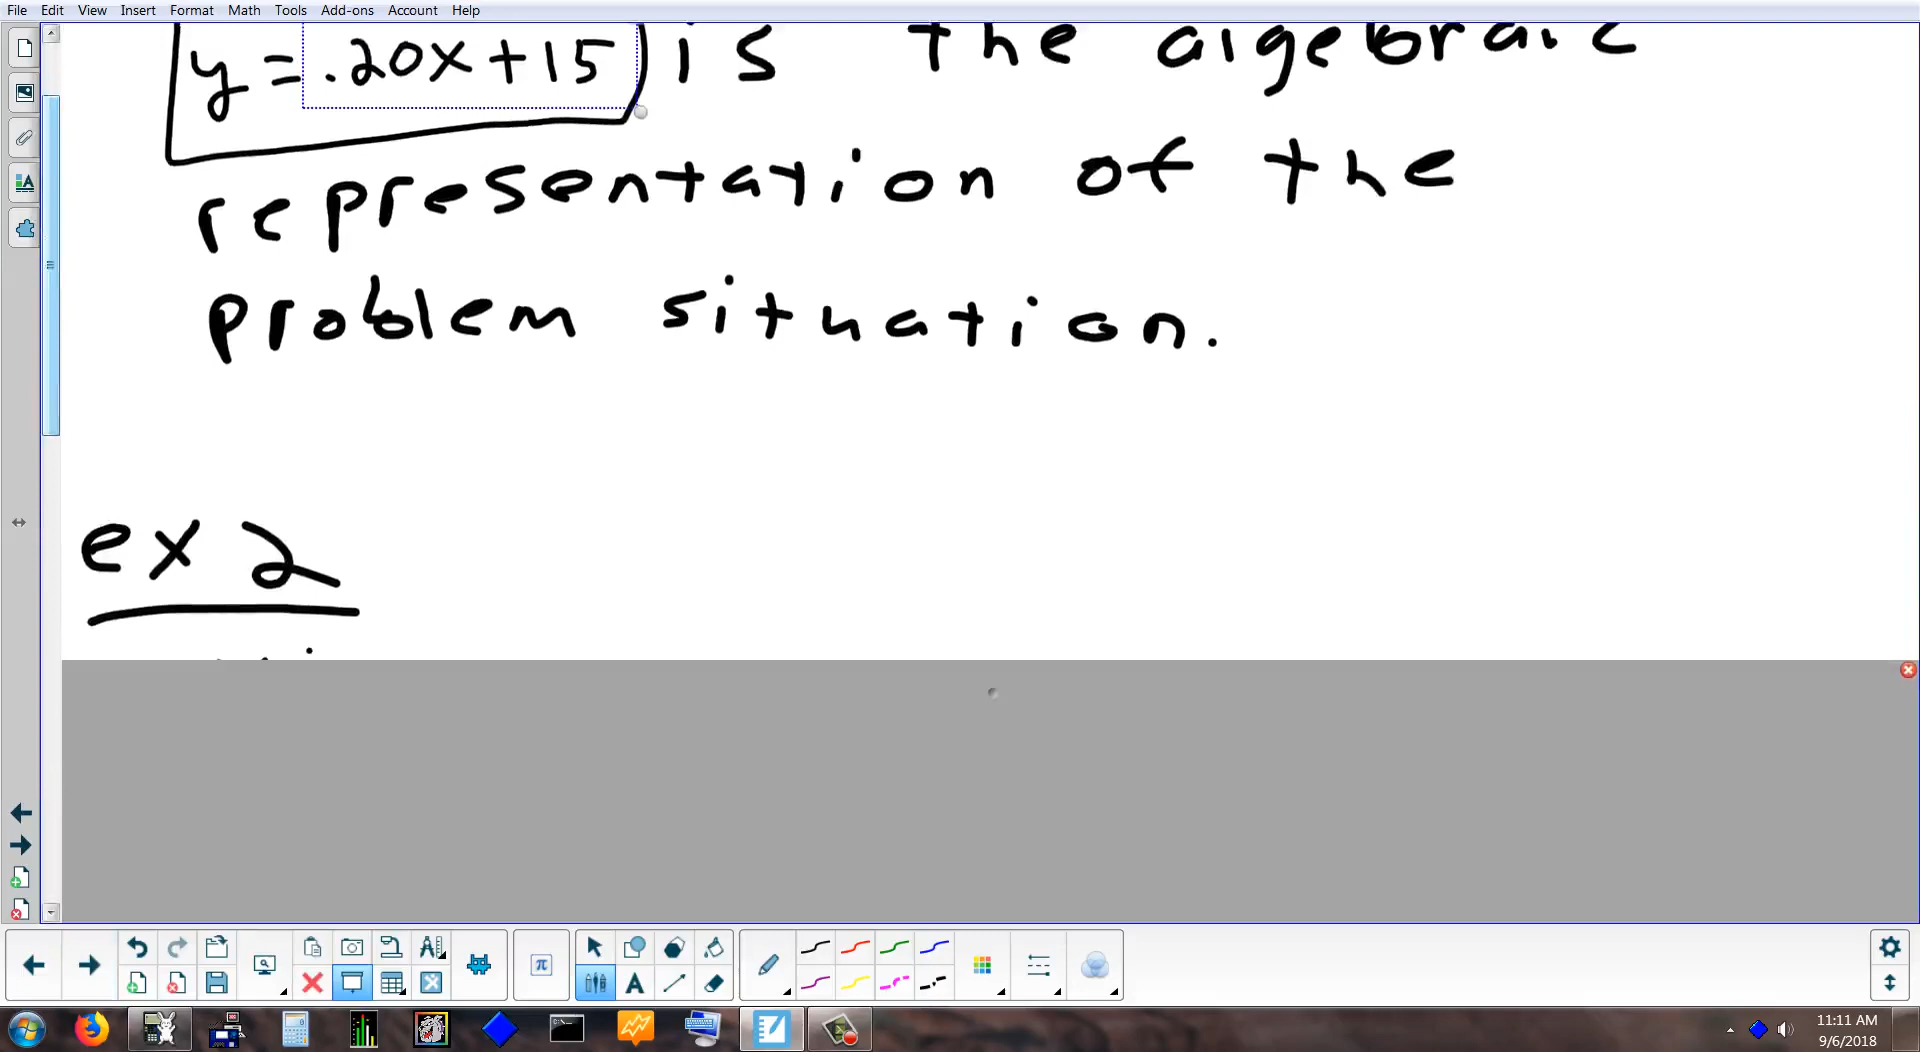 File Edit View Insert Format Math Tools Add-ons Account Help
y = .20x + 15 is the algebraic
representation of the
problem situation.
ex 2
11:11 AM
9/6/2018